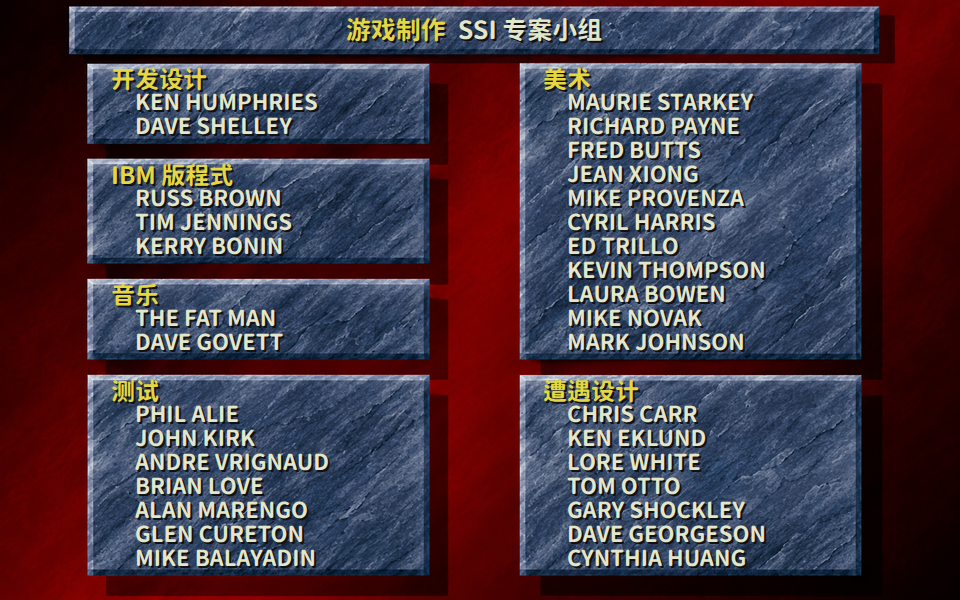 游戏制作 SSI 专案小组
开发设计
KEN HUMPHRIES
DAVE SHELLEY
IBM 版程式
RUSS BROWN
TIM JENNINGS
KERRY BONIN
音乐
THE FAT MAN
DAVE GOVETT
测试
PHIL ALIE
JOHN KIRK
ANDRE VRIGNAUD
BRIAN LOVE
ALAN MARENGO
GLEN CURETON
MIKE BALAYADIN
美术
MAURIE STARKEY
RICHARD PAYNE
FRED BUTTS
JEAN XIONG
MIKE PROVENZA
CYRIL HARRIS
ED TRILLO
KEVIN THOMPSON
LAURA BOWEN
MIKE NOVAK
MARK JOHNSON
遭遇设计
CHRIS CARR
KEN EKLUND
LORE WHITE
TOM OTTO
GARY SHOCKLEY
DAVE GEORGESON
CYNTHIA HUANG